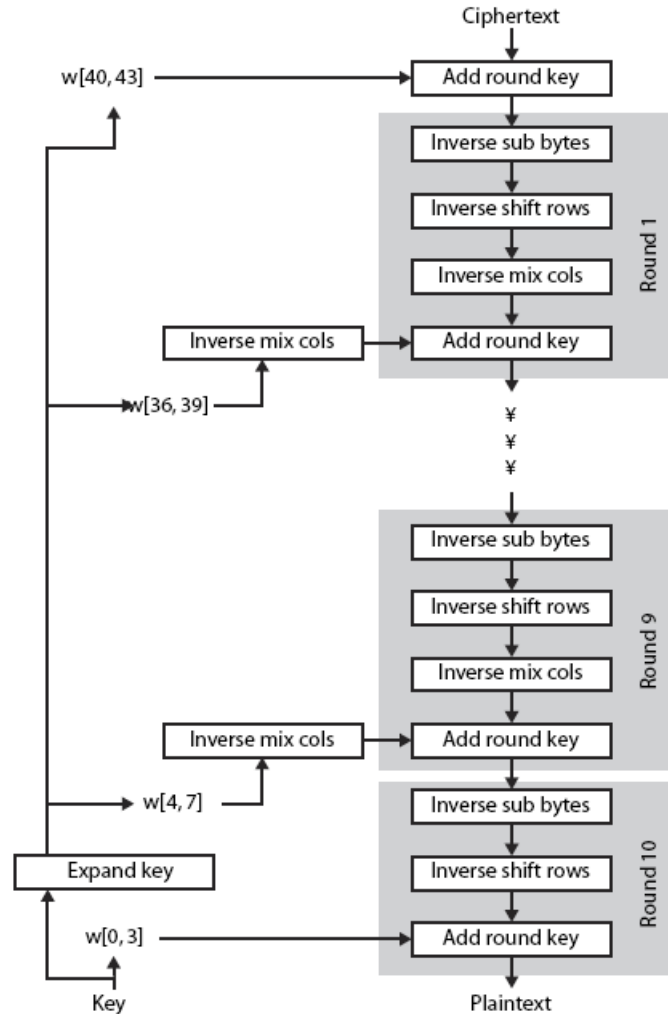 Ciphertext
w[40, 43]
Add round key
Inverse sub bytes
Inverse shift rows
Round 1
Inverse mix cols
Inverse mix cols
Add round key
w[36, 39]
¥
¥
¥
Inverse sub bytes
Inverse shift rows
Round 9
Inverse mix cols
Inverse mix cols
Add round key
w[4, 7]
Inverse sub bytes
Expand key
Inverse shift rows
Round 10
w[0, 3]
Add round key
Key
Plaintext